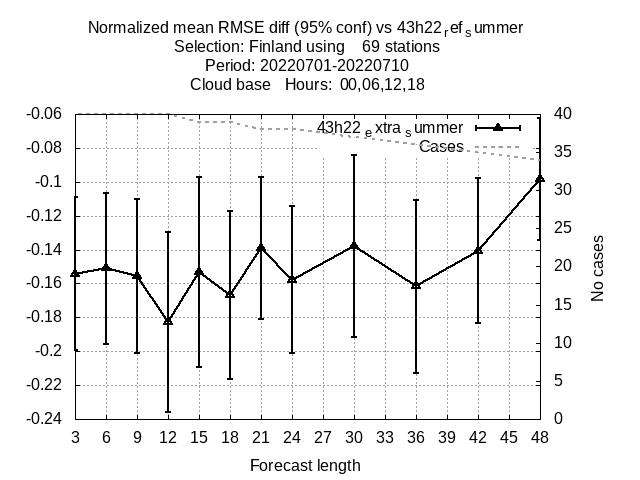 Normalized mean RMSE diff (95% conf) vs 43h22refsummer
Selection: Finland using 69 stations
Period: 20220701-20220710
Cloud base Hours: 00,06,12,18
-0.06 40
43h22extrasummer
Cases
-0.08 35
-0.1 30
-0.12 25
-0.14 20
-0.16 15
-0.18 10
-0.2 5
-0.22 0
-0.24
No cases
3 6 9 12 15 18 21 24 27 30 33 36 39 42 45 48
Forecast length